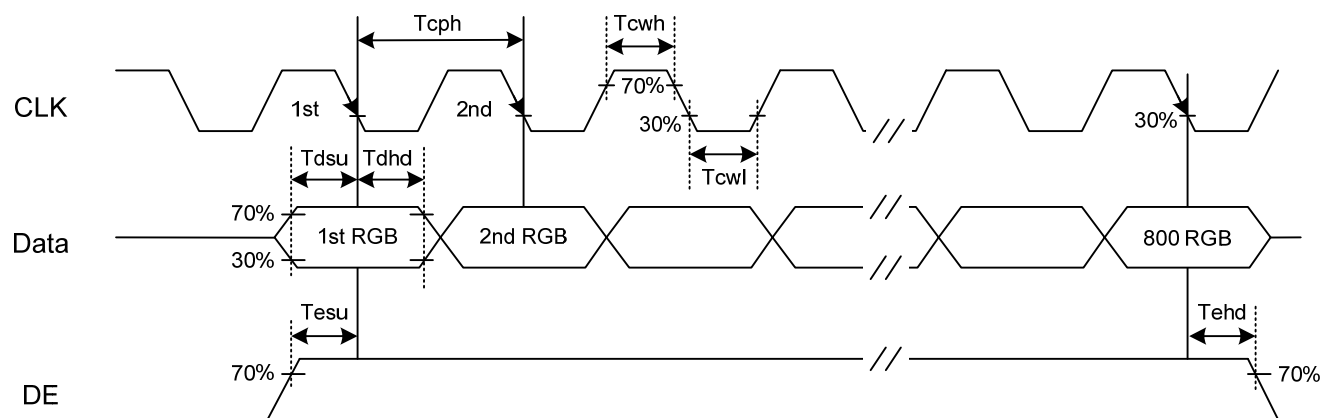 Tcph
Tcwh
CLK
1st
2nd
70%
30%
30%
Tdsu
Tdhd
Tcwl
70%
Data
1st RGB
2nd RGB
800 RGB
30%
Tesu
Tehd
70%
70%
DE